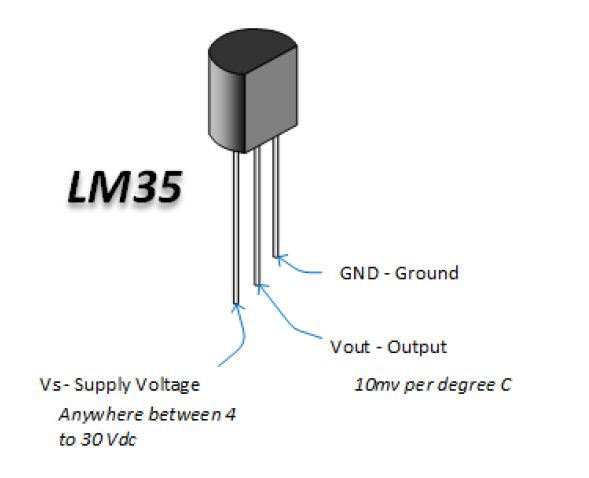 LM35
GND - Ground
Vout - Output
10mv per degree C
Vs - Supply Voltage
Anywhere between 4
to 30 Vdc